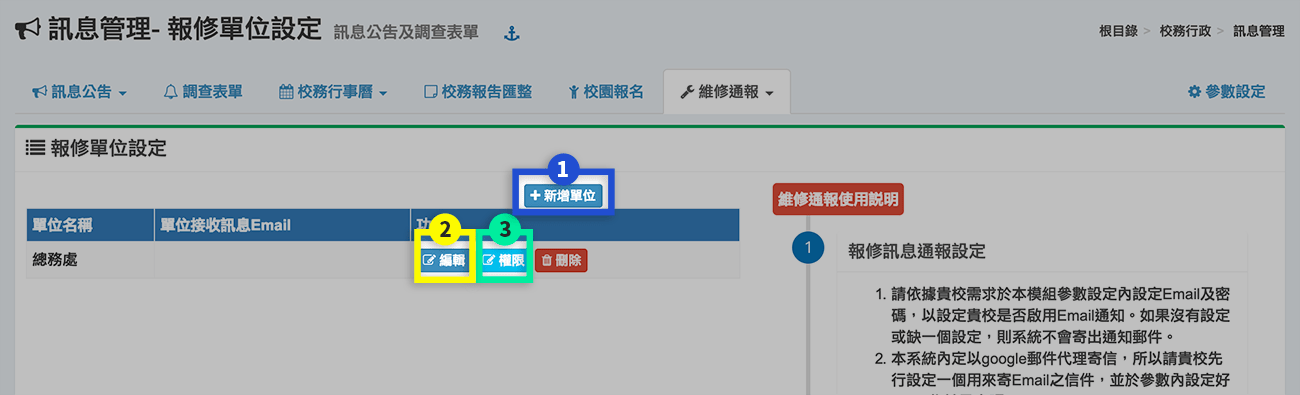 訊息管理- 報修單位設定 訊息公告及調查表單
根目錄 > 校務行政 > 訊息管理
訊息公告 調查表單 校務行事曆 校務報告匯整 校園報名 維修通報 參數設定
報修單位設定
1
+ 新增單位
單位名稱 單位接收訊息Email 功
2 3
總務處 編輯 權限 刪除
維修通報使用説明
1 報修訊息通報設定
1. 請依據貴校需求於本模組參數設定內設定Email及密
碼，以設定貴校是否啟用Email通知。如果沒有設定
或缺一個設定，則系統不會寄出通知郵件。
2. 本系統內定以google郵件代理寄信，所以請貴校先
行設定一個用來寄Email之信件，並於參數內設定好